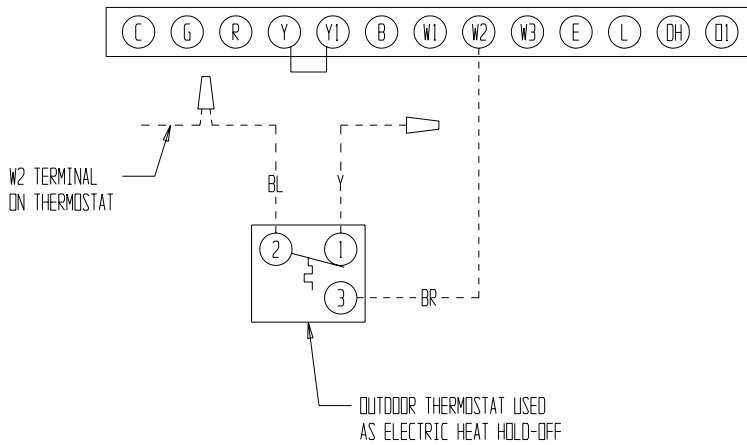 C G R Y Y1 B W1 W2 W3 E L DH D1
W2 TERMINAL
ON THERMOSTAT
BL Y
2 1
3 BR
OUTDOOR THERMOSTAT USED
AS ELECTRIC HEAT HOLD-OFF